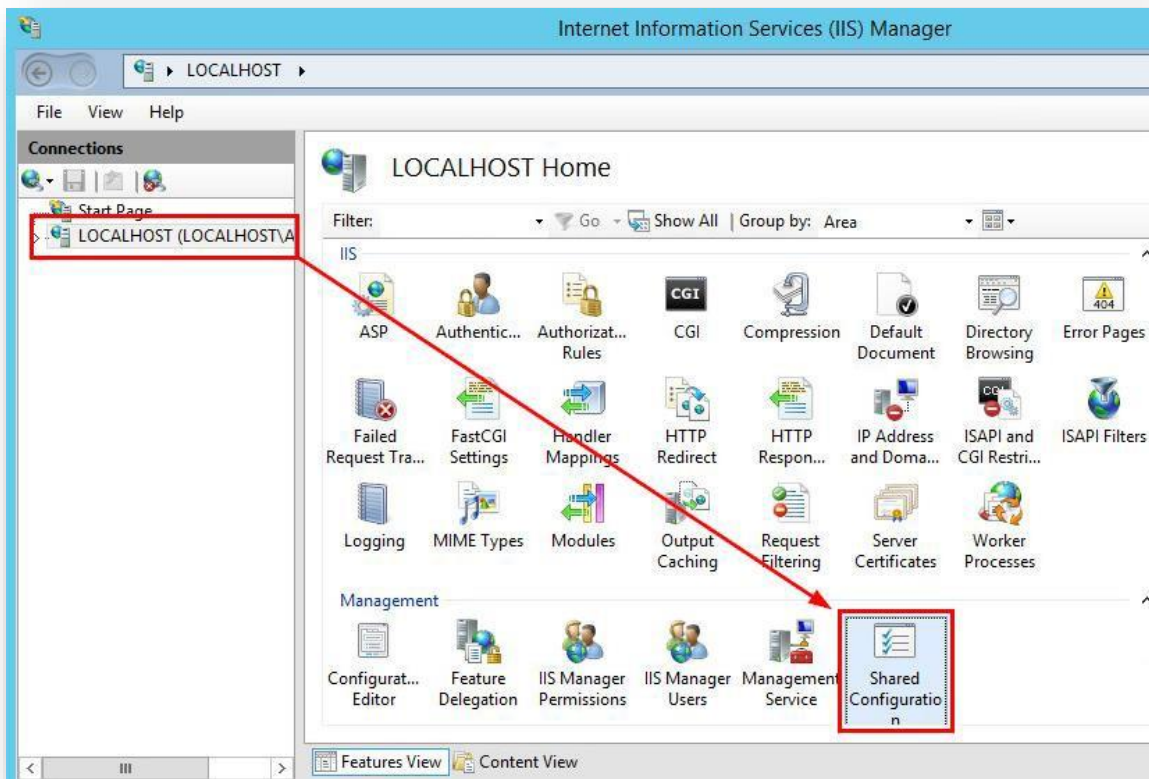 Internet Information Services (IIS) Manager
LOCALHOST
File View Help
Connections
Start Page
LOCALHOST (LOCALHOST\A
LOCALHOST Home
Filter: Go Show All Group by: Area
IIS
ASP Authentic... Authorizat... CGI Compression Default Directory Error Pages
Rules Document Browsing
Failed FastCGI Handler HTTP HTTP IP Address ISAPI and ISAPI Filters
Request Tra... Settings Mappings Redirect Respon... and Doma... CGI Restri...
Logging MIME Types Modules Output Request Server Worker
Caching Filtering Certificates Processes
Management
Configurat... Feature IIS Manager IIS Manager Management Shared
Editor Delegation Permissions Users Service Configuratio
n
Features View Content View
CGI
404